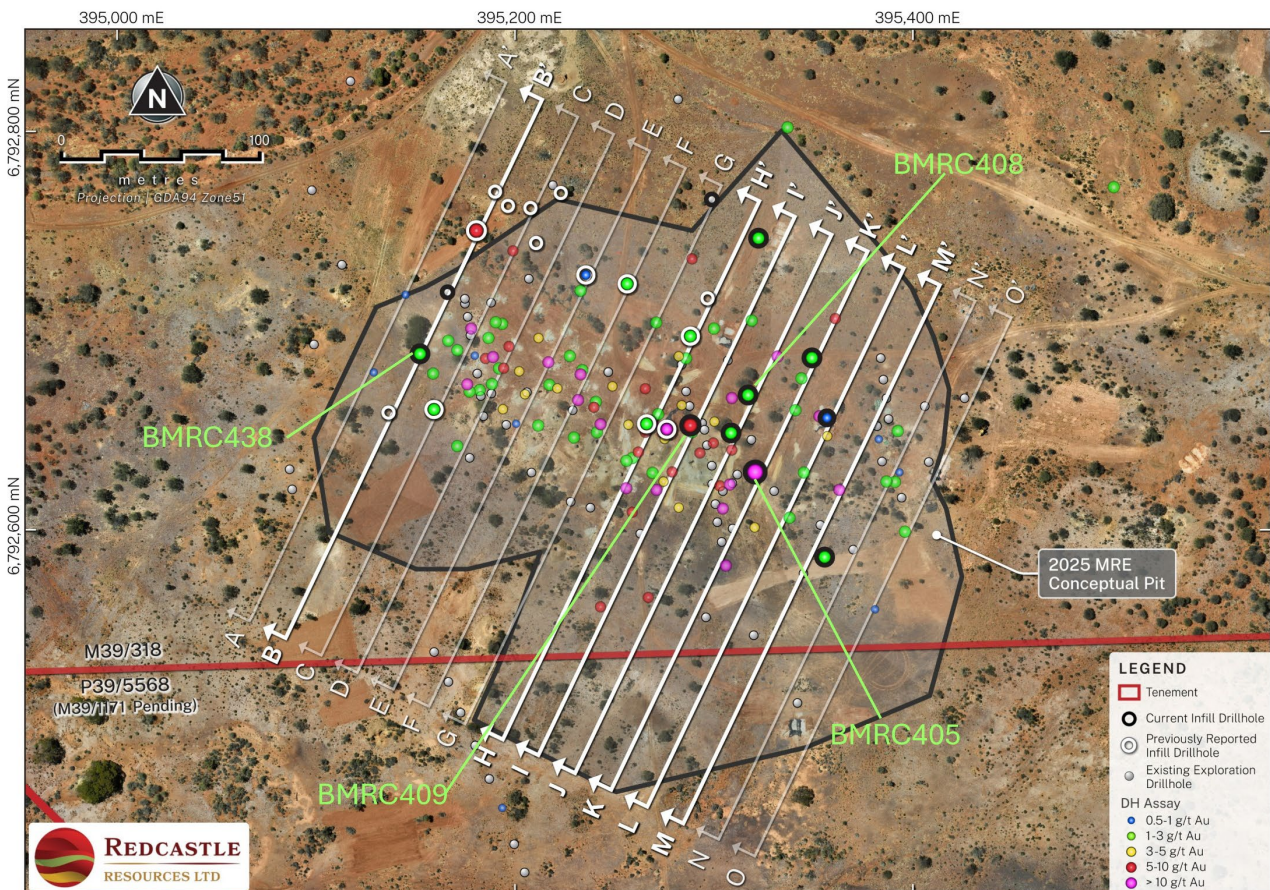 395,000 mE
395,200 mE
395,400 mE
6,792,800 mN
6,792,600 mN
N
0
100
metres
Projection | GDA94 Zone51
A'
B'
C
D
E
F
G
H'
I'
J'
K'
L'
M'
N'
O'
BMRC408
BMRC438
BMRC409
BMRC405
2025 MRE
Conceptual Pit
A
B
C
D
E
F
G
H
I
J
K
L
M
N
O
M39/318
P39/5568
(M39/1171 Pending)
LEGEND
Tenement
Current Infill Drillhole
Previously Reported
Infill Drillhole
Existing Exploration
Drillhole
DH Assay
0.5-1 g/t Au
1-3 g/t Au
3-5 g/t Au
5-10 g/t Au
> 10 g/t Au
REDCASTLE
RESOURCES LTD